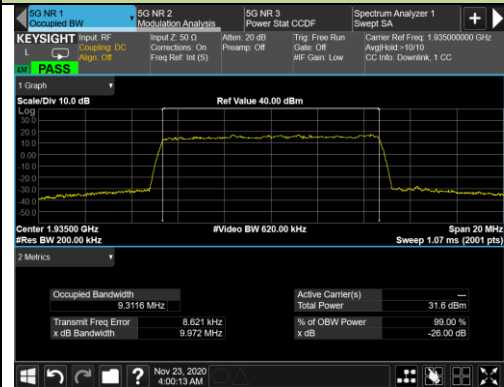 5G NR 1
Occupied BW
5G NR 2
Modulation Analysis
5G NR 3
Power Stat CCDF
Spectrum Analyzer 1
Swept SA
KEYSIGHT
L
Input: RF
Coupling: DC
Align: Off
Input Z: 50 Ω
Corrections: On
Freq Ref: Int (S)
Atten: 20 dB
Preamp: Off
Trig: Free Run
Gate: Off
#IF Gain: Low
Carrier Ref Freq: 1.935000000 GHz
Avg|Hold:>10/10
CC Info: Downlink, 1 CC
PASS
1 Graph
Scale/Div 10.0 dB
Ref Value 40.00 dBm
Log
30.0
20.0
10.0
0.00
-10.0
-20.0
-30.0
-40.0
-50.0
Center 1.93500 GHz
#Video BW 620.00 kHz
Span 20 MHz
#Res BW 200.00 kHz
Sweep 1.07 ms (2001 pts)
2 Metrics
Occupied Bandwidth
9.3116 MHz
Active Carrier(s)
---
Total Power
31.6 dBm
Transmit Freq Error
8.621 kHz
% of OBW Power
99.00 %
x dB Bandwidth
9.972 MHz
x dB
-26.00 dB
?
Nov 23, 2020
4:00:13 AM